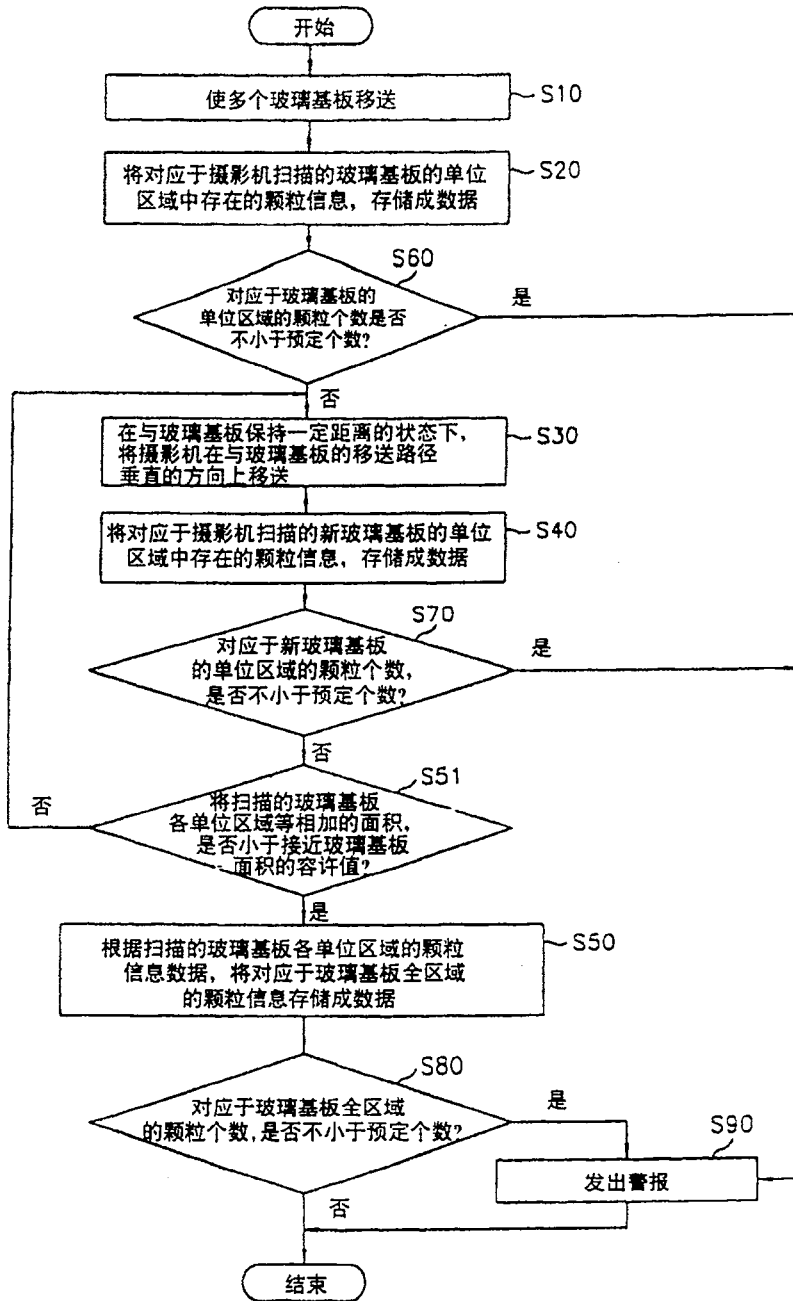 开始
使多个玻璃基板移送
S10
将对应于摄影机扫描的玻璃基板的单位
区域中存在的颗粒信息，存储成数据
S20
S60
对应于玻璃基板的
单位区域的颗粒个数是否
不小于预定个数?
是
否
在与玻璃基板保持一定距离的状态下，
将摄影机在与玻璃基板的移送路径
垂直的方向上移送
S30
将对应于摄影机扫描的新玻璃基板的单位
区域中存在的颗粒信息，存储成数据
S40
S70
对应于新玻璃基板
的单位区域的颗粒个数，
是否不小于预定个数?
是
否
S51
将扫描的玻璃基板
各单位区域等相加的面积，
是否小于接近玻璃基板
面积的容许值?
否
是
根据扫描的玻璃基板各单位区域的颗粒
信息数据，将对应于玻璃基板全区域
的颗粒信息存储成数据
S50
S80
对应于玻璃基板全区域
的颗粒个数，是否不小于预定个数?
是
S90
发出警报
否
结束